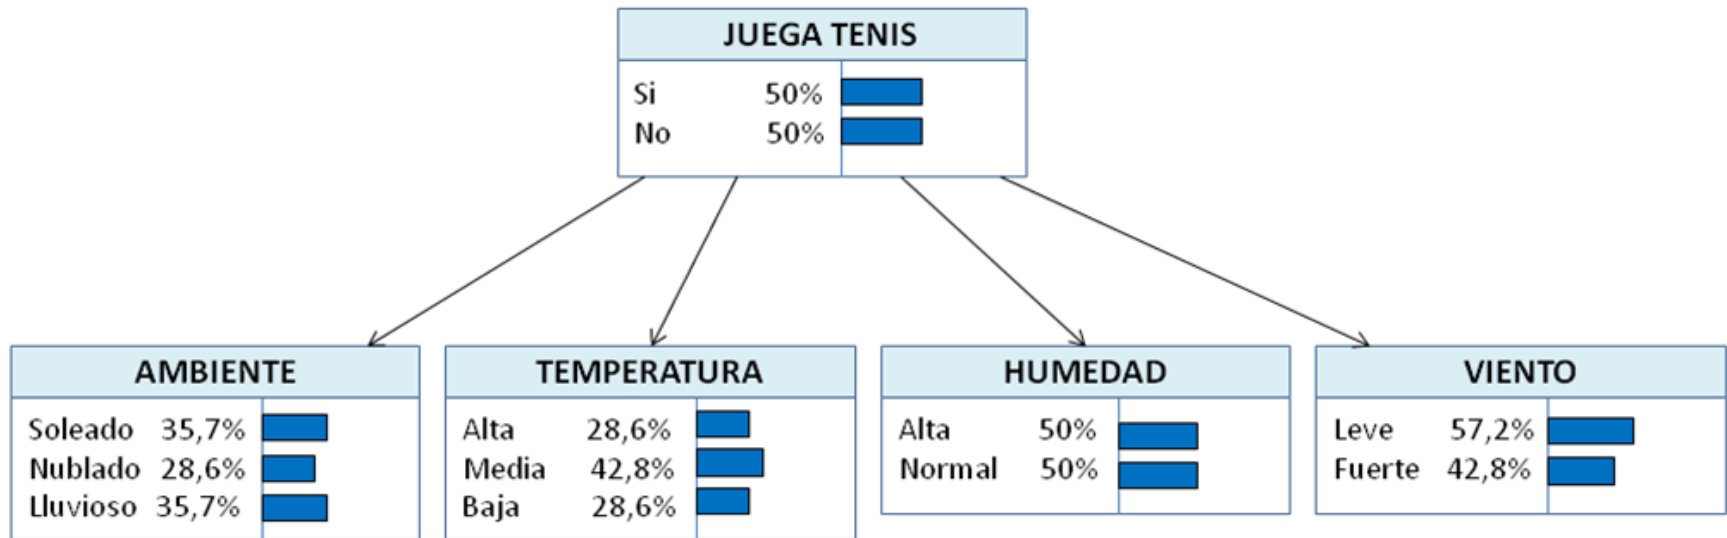 JUEGA TENIS
Si 50%
No 50%
AMBIENTE
Soleado 35,7%
Nublado 28,6%
Lluvioso 35,7%
TEMPERATURA
Alta 28,6%
Media 42,8%
Baja 28,6%
HUMEDAD
Alta 50%
Normal 50%
VIENTO
Leve 57,2%
Fuerte 42,8%